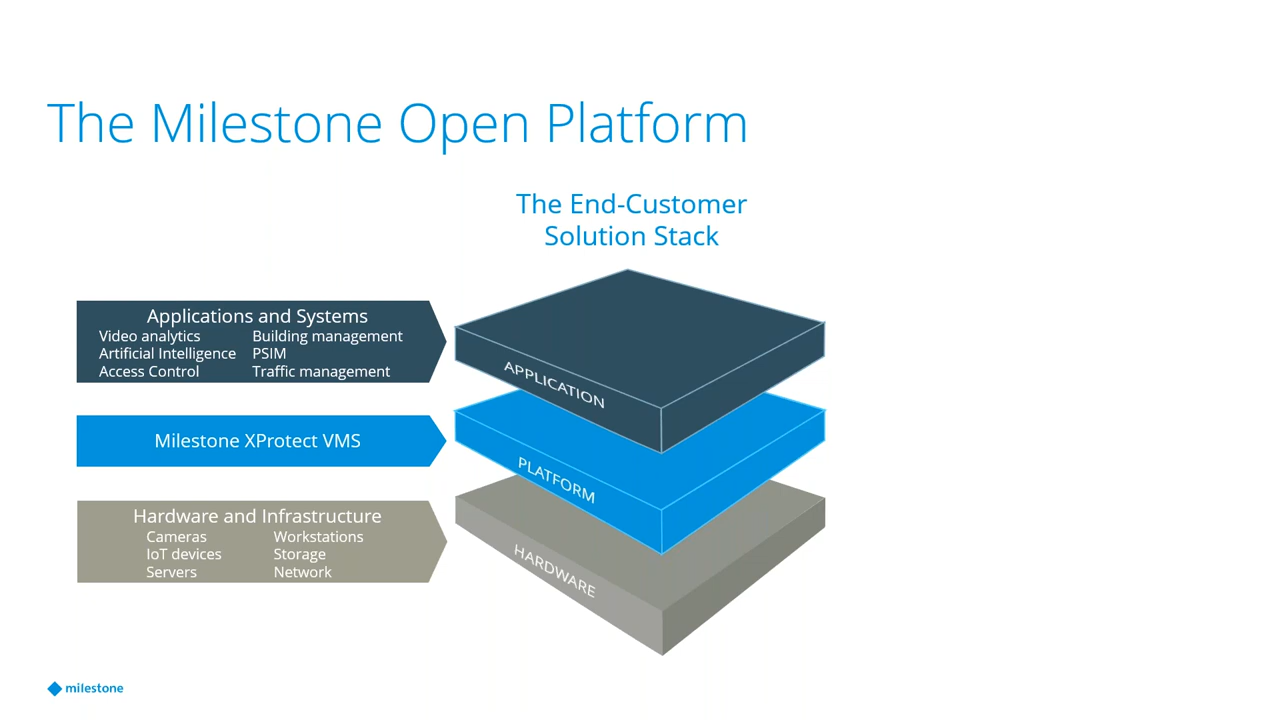 The Milestone Open Platform
The End-Customer
Solution Stack
Applications and Systems
Video analytics
Artificial Intelligence
Access Control
Building management
PSIM
Traffic management
APPLICATION
Milestone XProtect VMS
PLATFORM
Hardware and Infrastructure
Cameras
IoT devices
Servers
Workstations
Storage
Network
HARDWARE
milestone